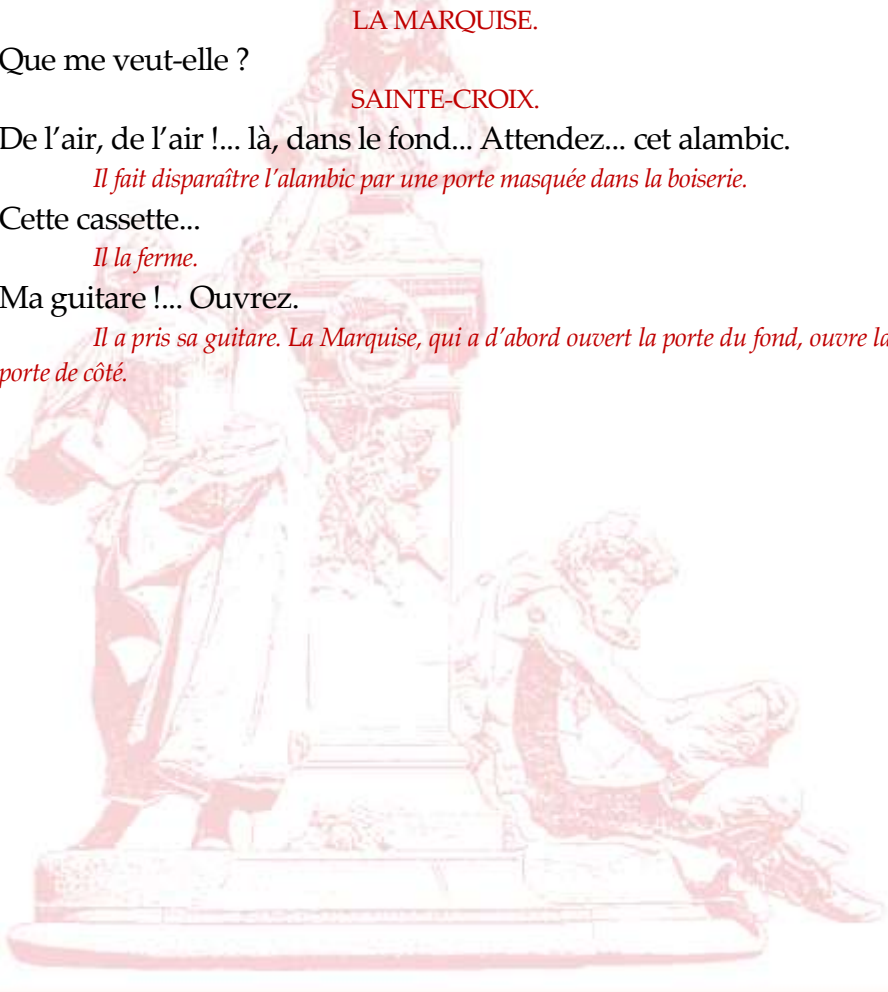 LA MARQUISE.
Que me veut-elle ?
SAINTE-CROIX.
De l’air, de l’air !... là, dans le fond... Attendez... cet alambic.
Il fait disparaître l’alambic par une porte masquée dans la boiserie.
Cette cassette...
Il la ferme.
Ma guitare !... Ouvrez.
Il a pris sa guitare. La Marquise, qui a d’abord ouvert la porte du fond, ouvre la
porte de côté.